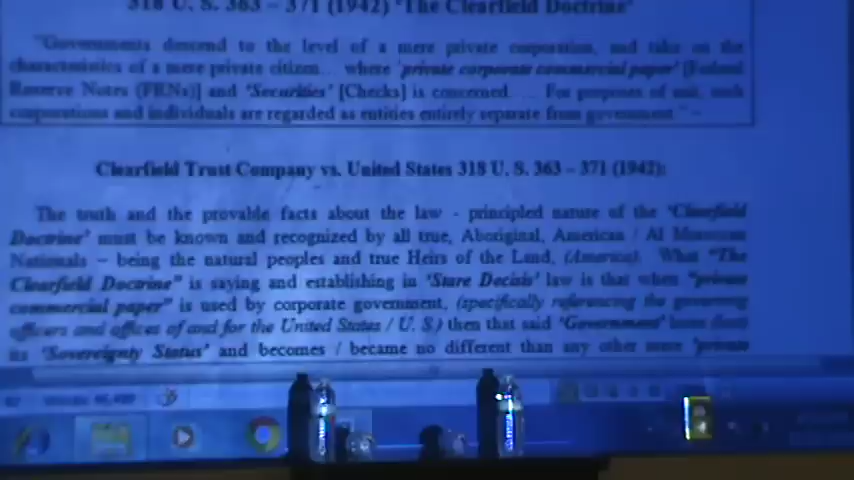 318 U. S. 363 – 371 (1942) "The Clearfield Doctrine"
"Governments descend to the level of a mere private corporation, and take on the
characteristics of a mere private citizen... where 'private corporate commercial paper' [Federal
Reserve Notes (FRNs)] and 'Securities' [Checks] is concerned. ... For purposes of suit, such
corporations and individuals are regarded as entities entirely separate from government." –
Clearfield Trust Company vs. United States 318 U. S. 363 – 371 (1942):
The truth and the provable facts about the law - principled nature of the 'Clearfield
Doctrine' must be known and recognized by all true, Aboriginal, American / Al Moroccan
Nationals – being the natural peoples and true Heirs of the Land, (America). What "The
Clearfield Doctrine" is saying and establishing in 'Stare Decisis' law is that when "private
commercial paper" is used by corporate government, (specifically referencing the governing
officers and offices of and for the United States / U. S.) then that said 'Government'
its 'Sovereignty Status' and becomes / became no different than any other mere 'private